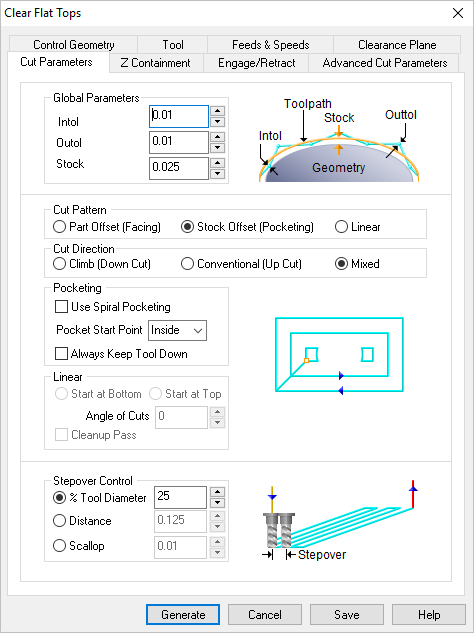 Clear Flat Tops
Control Geometry Tool Feeds & Speeds Clearance Plane
Cut Parameters Z Containment Engage/Retract Advanced Cut Parameters
Global Parameters
Intol 0.01
Outol 0.01
Stock 0.025
Toolpath
Stock
Outtol
Intol
Geometry
Cut Pattern
Part Offset (Facing) Stock Offset (Pocketing) Linear
Cut Direction
Climb (Down Cut) Conventional (Up Cut) Mixed
Pocketing
Use Spiral Pocketing
Pocket Start Point Inside
Always Keep Tool Down
Linear
Start at Bottom Start at Top
Angle of Cuts 0
Cleanup Pass
Stepover Control
% Tool Diameter 25
Distance 0.125
Scallop 0.01
Stepover
Generate Cancel Save Help